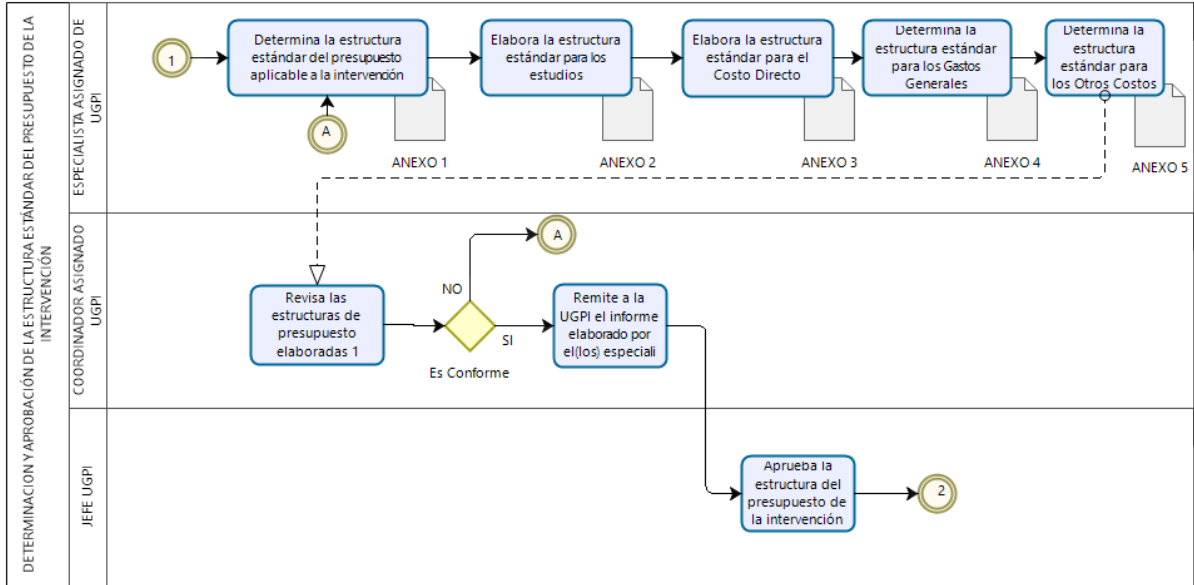 DETERMINACION Y APROBACIÓN DE LA ESTRUCTURA ESTÁNDAR DEL PRESUPUESTO DE LA
INTERVENCIÓN
ESPECIALISTA ASIGNADO DE
UGPI
1
Determina la estructura
estándar del presupuesto
aplicable a la intervención
A
ANEXO 1
Elabora la estructura
estándar para los
estudios
ANEXO 2
Elabora la estructura
estándar para el
Costo Directo
ANEXO 3
Determina la
estructura estándar
para los Gastos
Generales
ANEXO 4
Determina la
estructura
estándar para
los Otros Costos
ANEXO 5
COORDINADOR ASIGNADO
UGPI
Revisa las
estructuras de
presupuesto
elaboradas 1
NO
A
SI
Es Conforme
Remite a la
UGPI el informe
elaborado por
el(los) especiali
JEFE UGPI
Aprueba la
estructura del
presupuesto de
la intervención
2